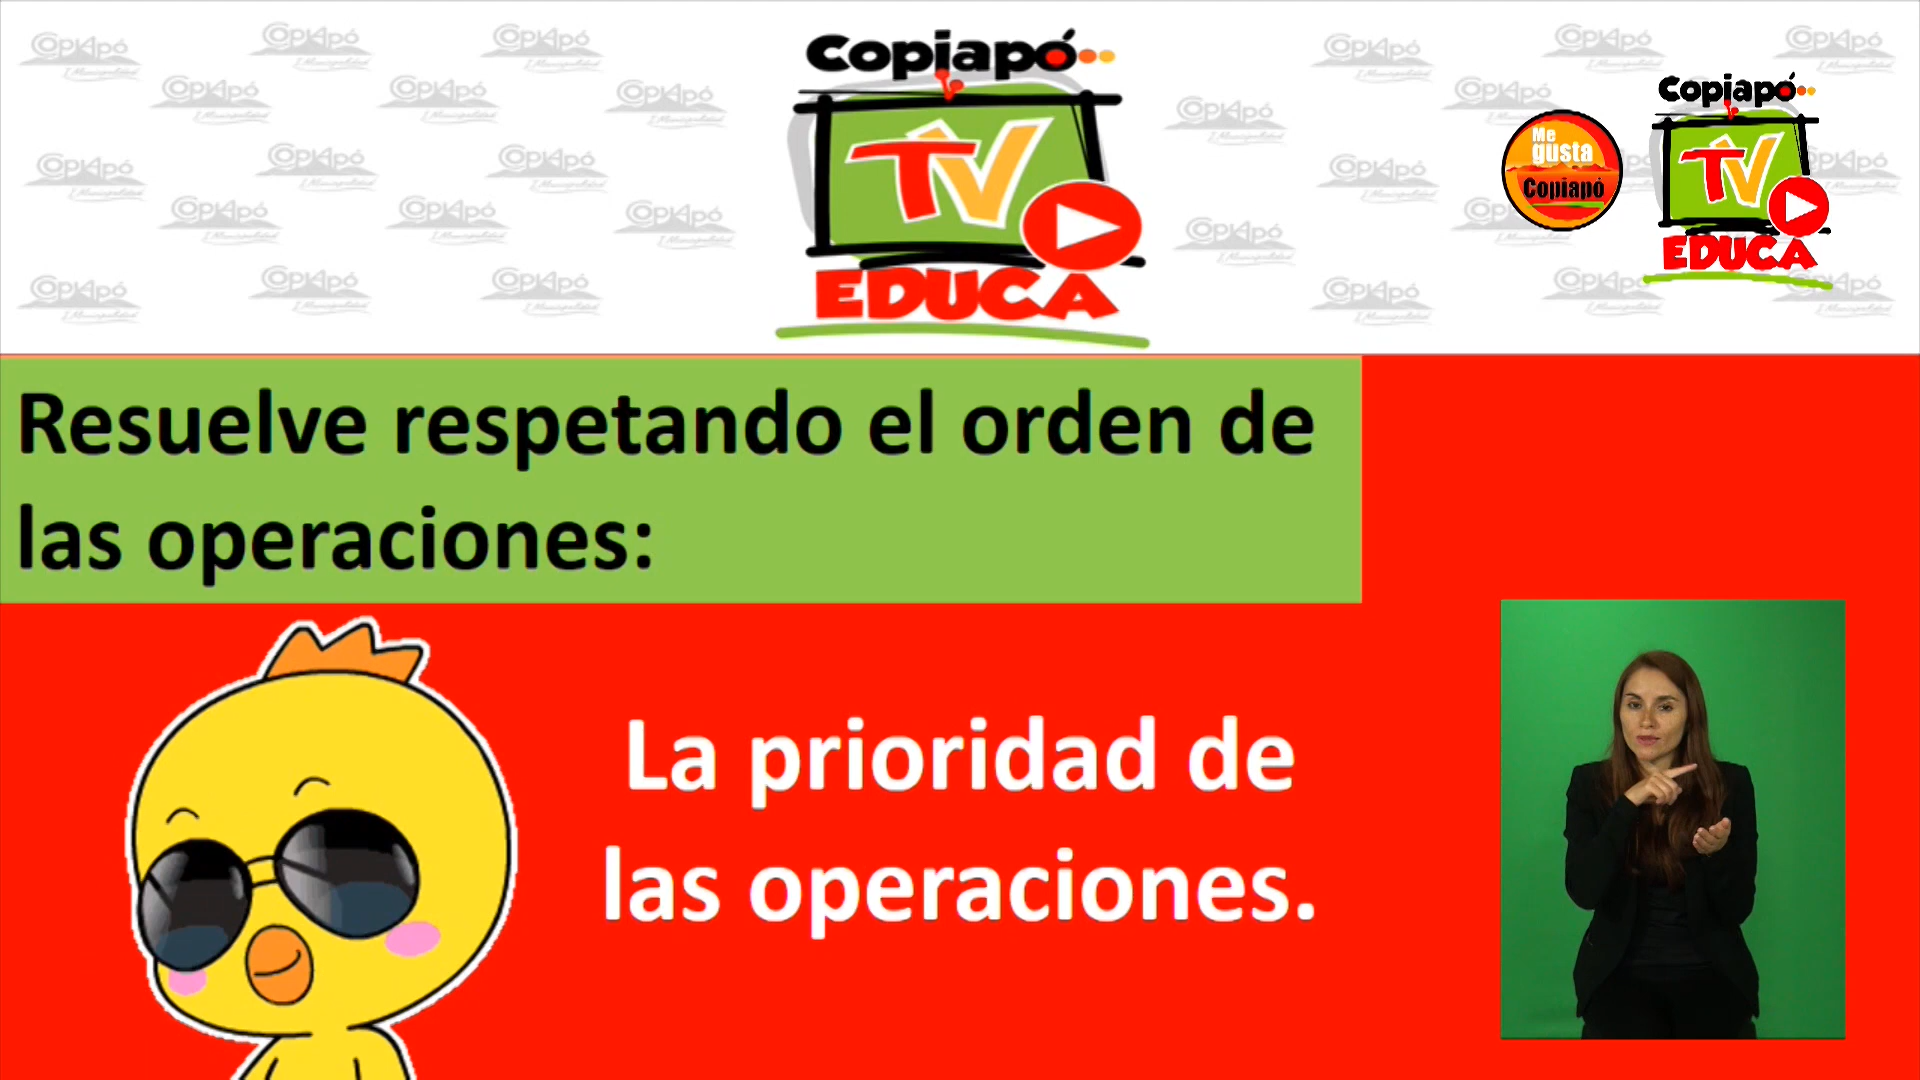 Copiapó
TV
EDUCA
Me
gusta
Copiapó
Copiapó
TV
EDUCA
Resuelve respetando el orden de
las operaciones:
La prioridad de
las operaciones.